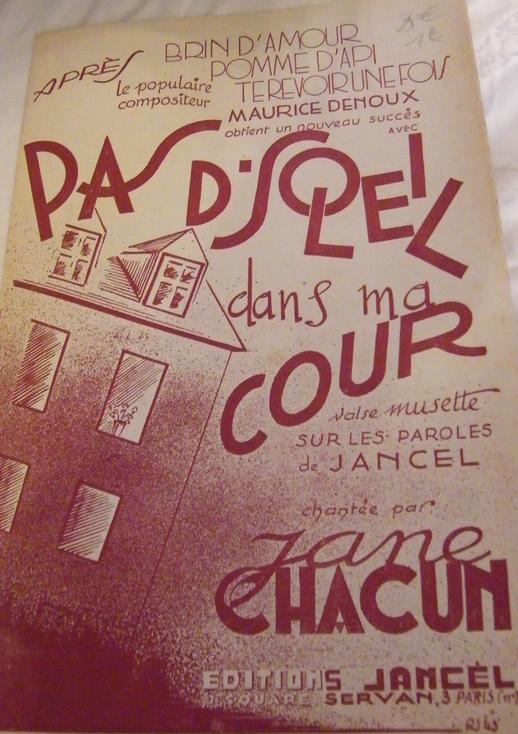 3€
1€
APRÈS
BRIN D'AMOUR
POMME D'API
TE REVOIR UNE FOIS
le populaire
compositeur
MAURICE DENOUX
obtient un nouveau succès
AVEC
PAS D'SOLEIL
dans ma
COUR
valse musette
SUR LES PAROLES
de JANCEL
chantée par
Jane
CHACUN
EDITIONS JANCEL
SQUARE SERVAN, 3 PARIS